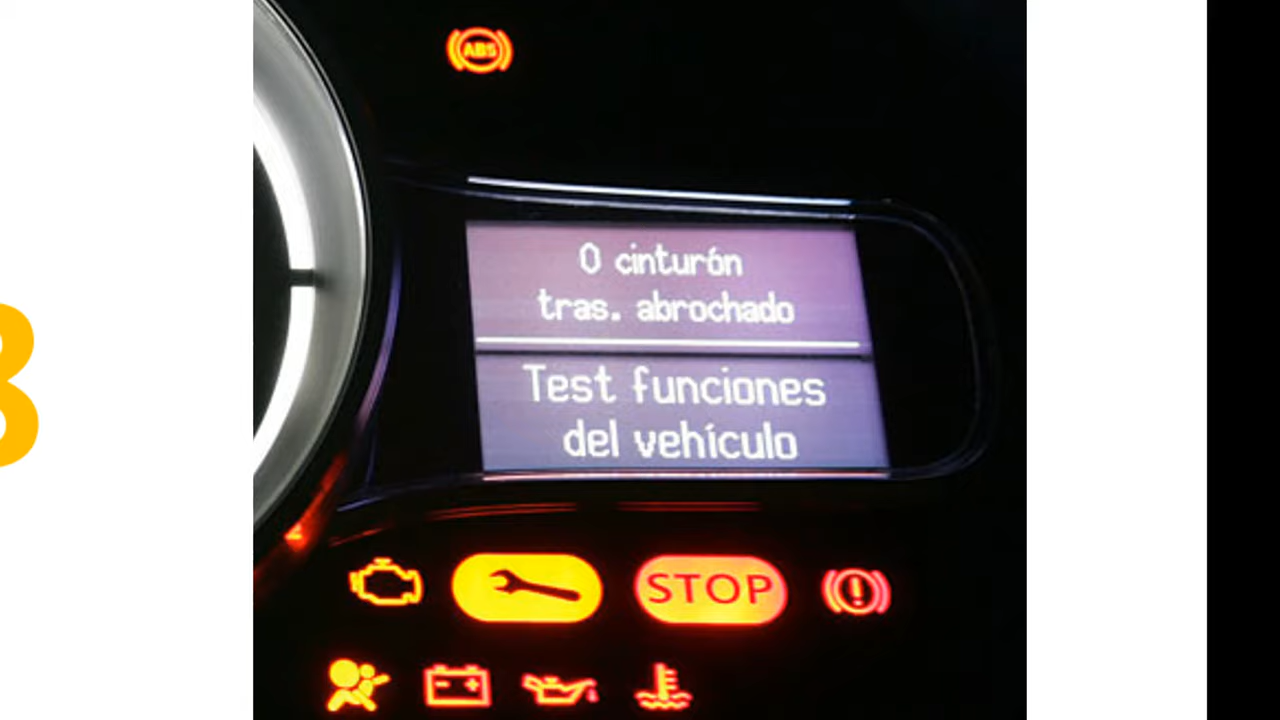 ABS
0 cinturón
tras. abrochado
Test funciones
del vehículo
STOP